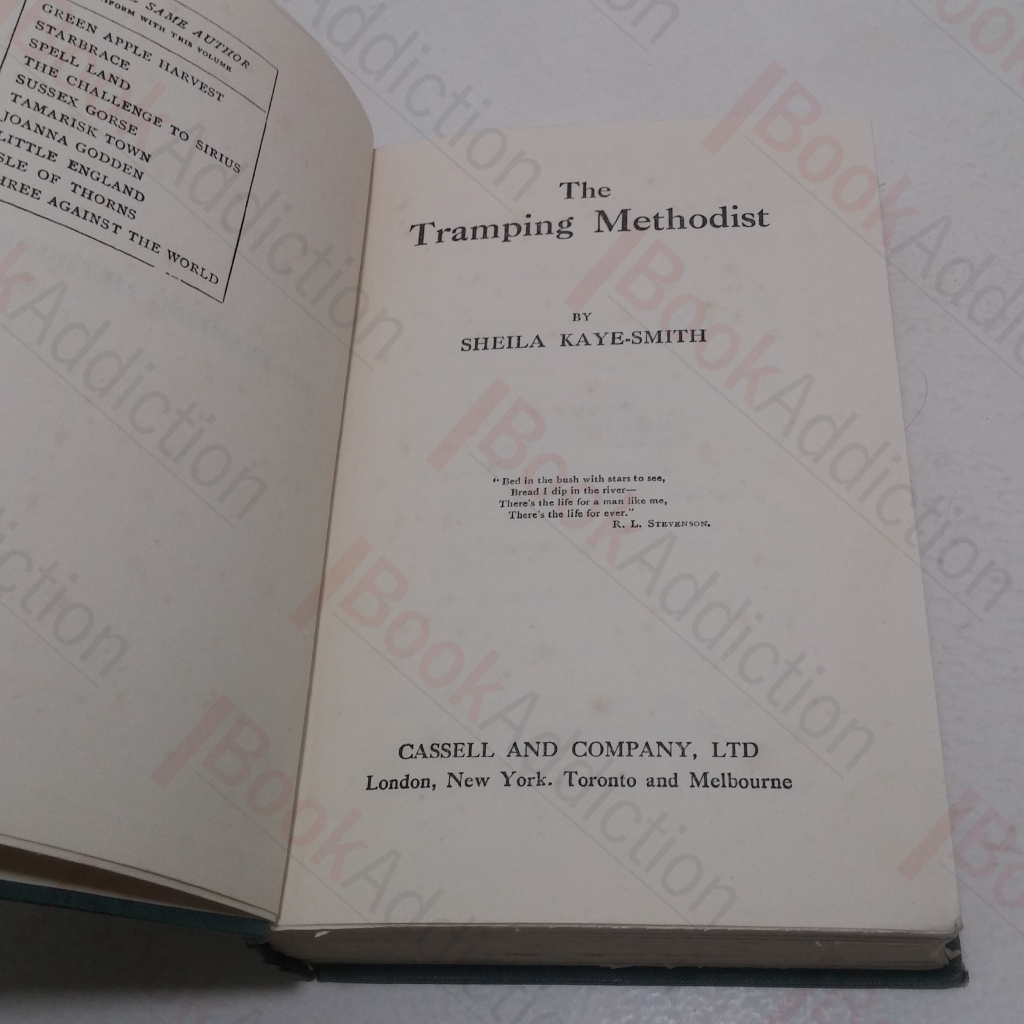 SAME AUTHOR
WITH THIS VOLUME
GREEN APPLE HARVEST
STARBRACE
SPELL LAND
THE CHALLENGE TO SIRIUS
SUSSEX GORSE
TAMARISK TOWN
JOANNA GODDEN
LITTLE ENGLAND
ISLE OF THORNS
THREE AGAINST THE WORLD
The
Tramping Methodist
BY
SHEILA KAYE-SMITH
"Bed in the bush with stars to see,
Bread I dip in the river—
There's the life for a man like me,
There's the life for ever."
R. L. STEVENSON.
CASSELL AND COMPANY, LTD
London, New York. Toronto and Melbourne
BookAddiction